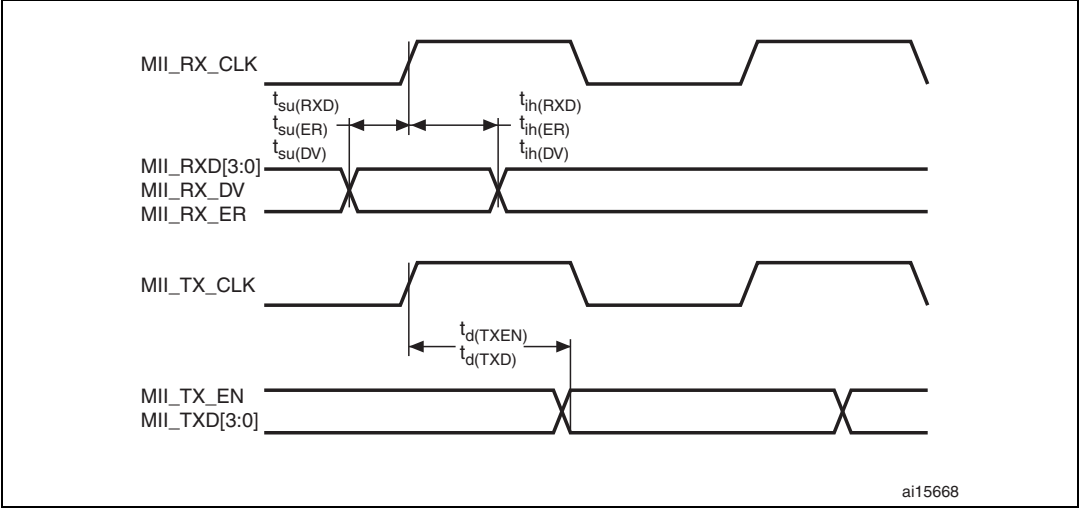 MII_RX_CLK
tsu(RXD)
tsu(ER)
tsu(DV)
tih(RXD)
tih(ER)
tih(DV)
MII_RXD[3:0]
MII_RX_DV
MII_RX_ER
MII_TX_CLK
td(TXEN)
td(TXD)
MII_TX_EN
MII_TXD[3:0]
ai15668